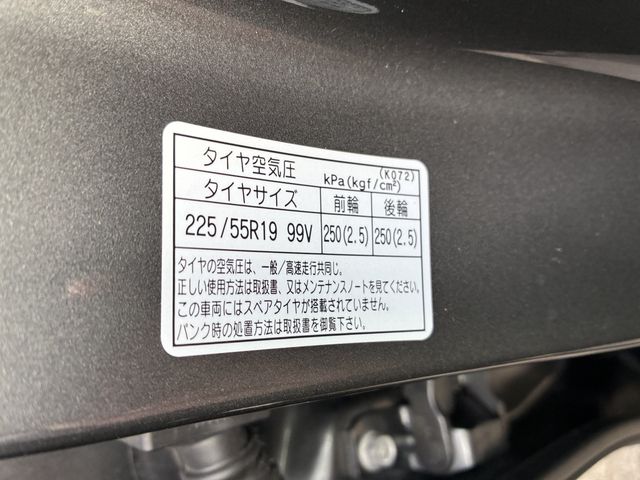 タイヤ空気圧 kPa(kgf/cm²) (K072)
タイヤサイズ 前輪 後輪
225/55R19 99V 250(2.5) 250(2.5)
タイヤの空気圧は、一般／高速走行共同じ。
正しい使用方法は取扱書、又はメンテナンスノートを見てください。
この車両にはスペアタイヤが搭載されていません。
パンク時の処置方法は取扱書を御覧下さい。